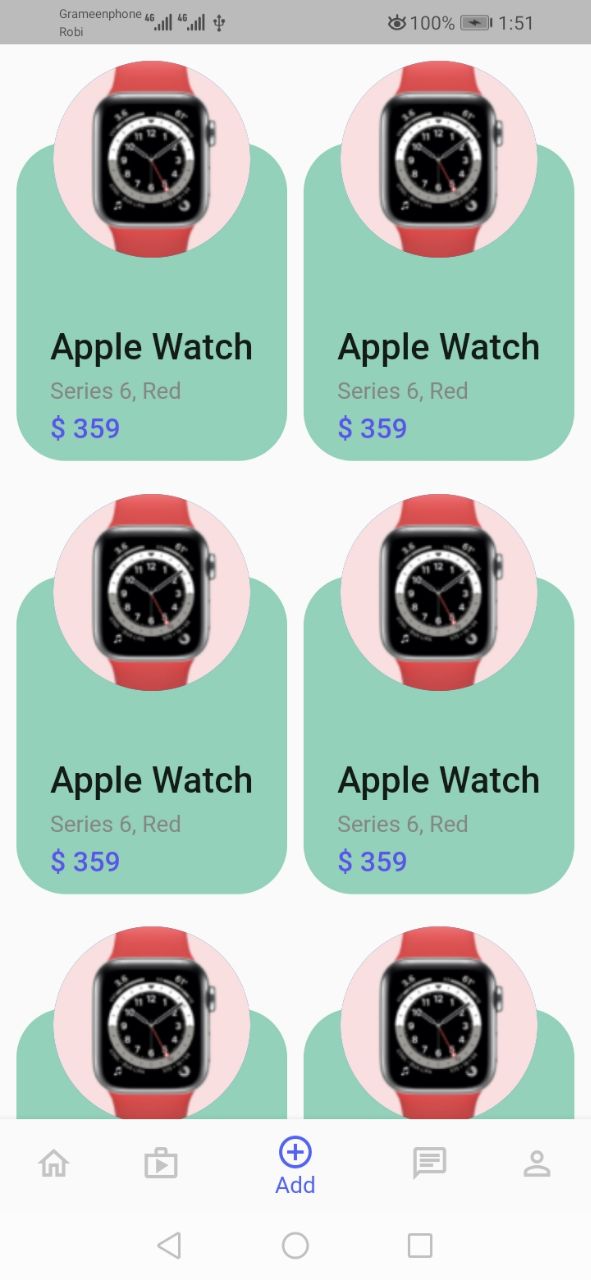 Grameenphone 4G 4G 100% 1:51
Robi
Apple Watch
Series 6, Red
$ 359
Apple Watch
Series 6, Red
$ 359
Apple Watch
Series 6, Red
$ 359
Apple Watch
Series 6, Red
$ 359
Add